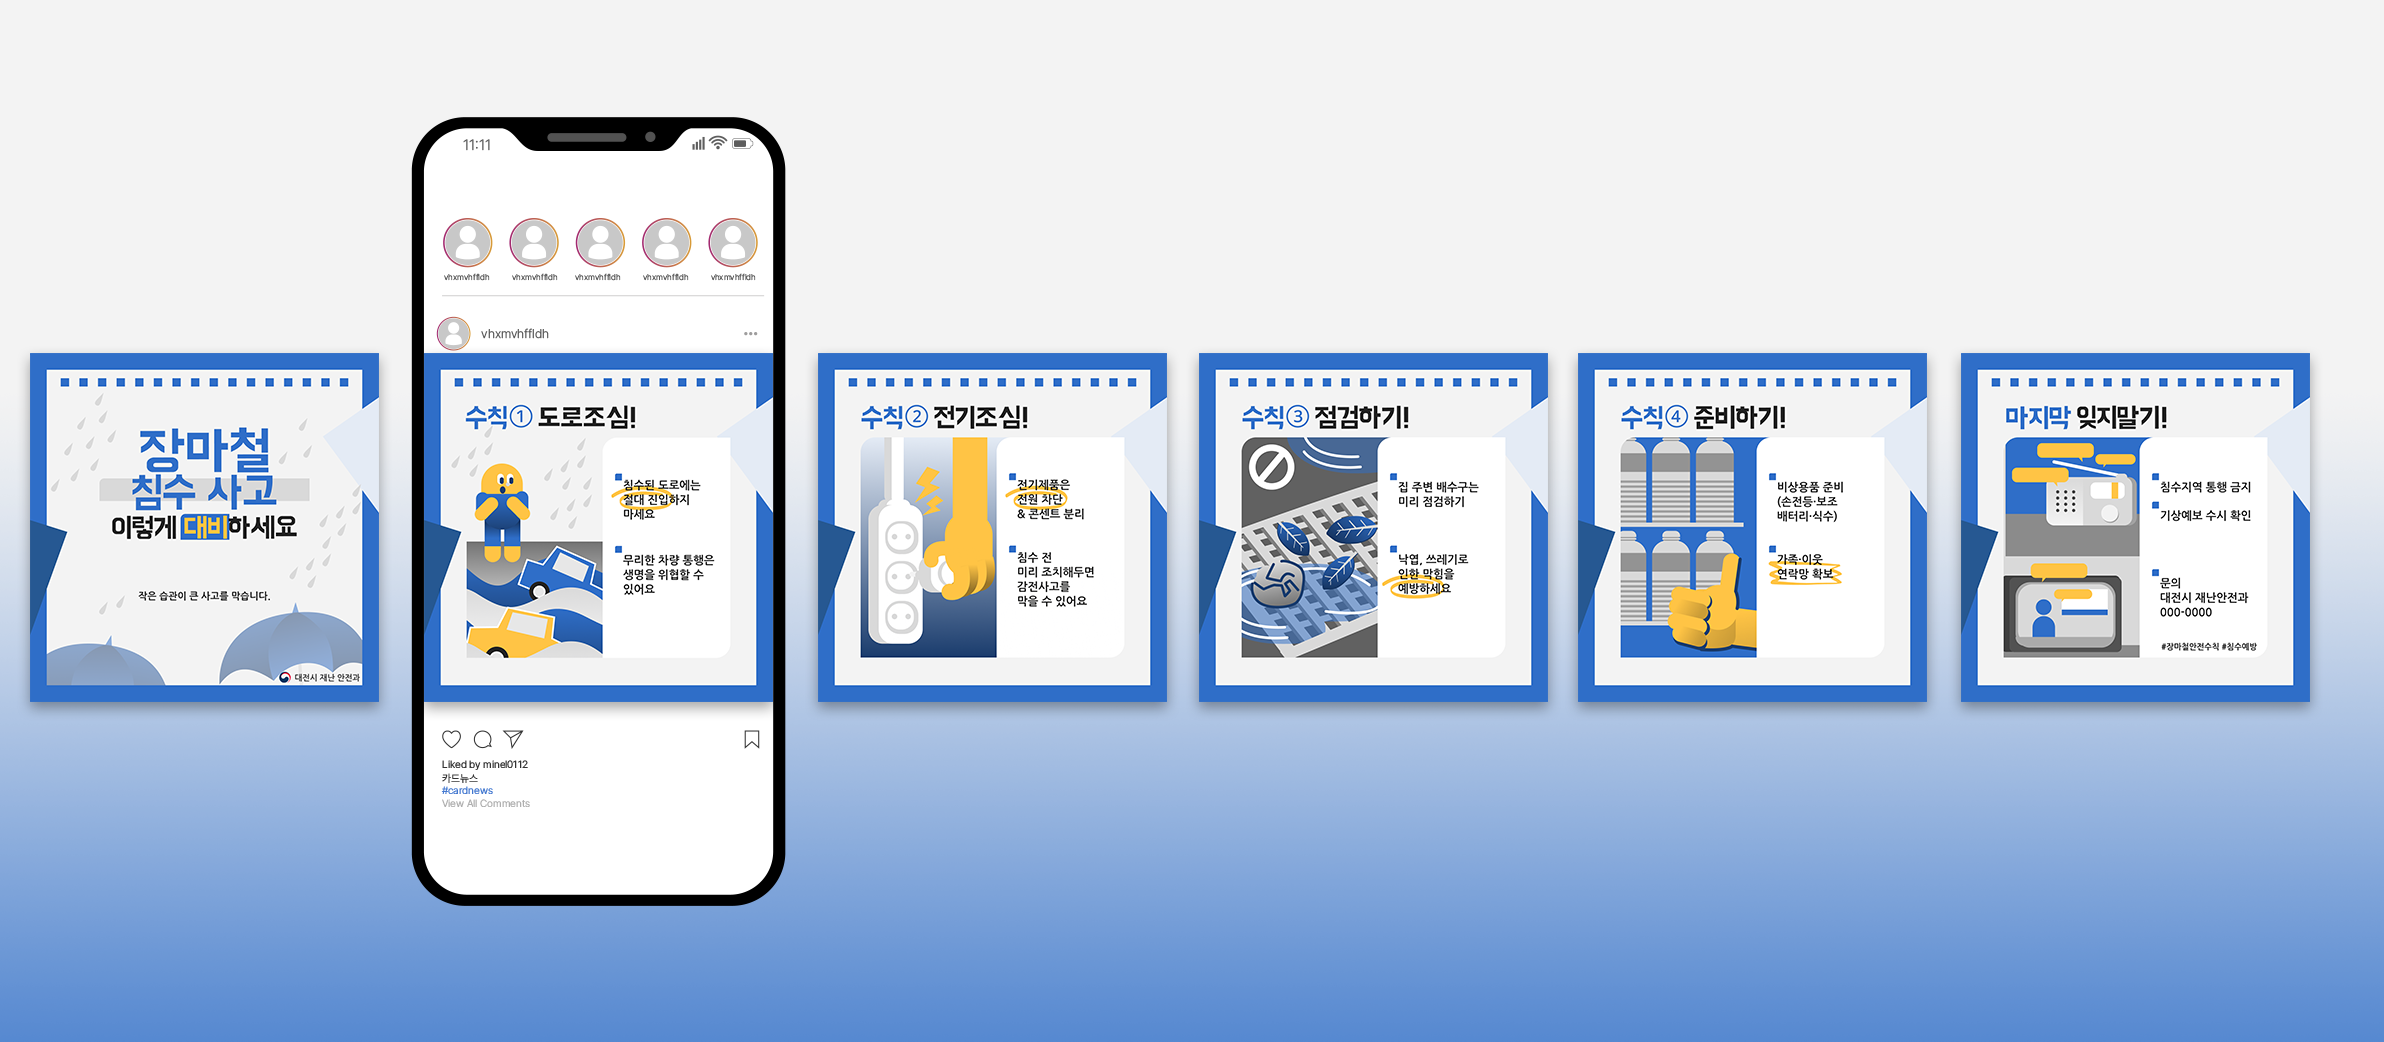 장마철
침수 사고
이렇게 대비하세요
작은 습관이 큰 사고를 막습니다.
대전시 재난 안전과
11:11
vhxmvhffldh
vhxmvhffldh
vhxmvhffldh
vhxmvhffldh
vhxmvhffldh
vhxmvhffldh
수칙① 도로조심!
침수된 도로에는
절대 진입하지
마세요
무리한 차량 통행은
생명을 위협할 수
있어요
Liked by minel0112
카드뉴스
#cardnews
View All Comments
수칙② 전기조심!
전기제품은
전원 차단
& 콘센트 분리
침수 전
미리 조치해두면
감전사고를
막을 수 있어요
수칙③ 점검하기!
집 주변 배수구는
미리 점검하기
낙엽, 쓰레기로
인한 막힘을
예방하세요
수칙④ 준비하기!
비상용품 준비
(손전등·보조
배터리·식수)
가족·이웃
연락망 확보
마지막 잊지말기!
침수지역 통행 금지
기상예보 수시 확인
문의
대전시 재난안전과
000-0000
#장마철안전수칙 #침수예방